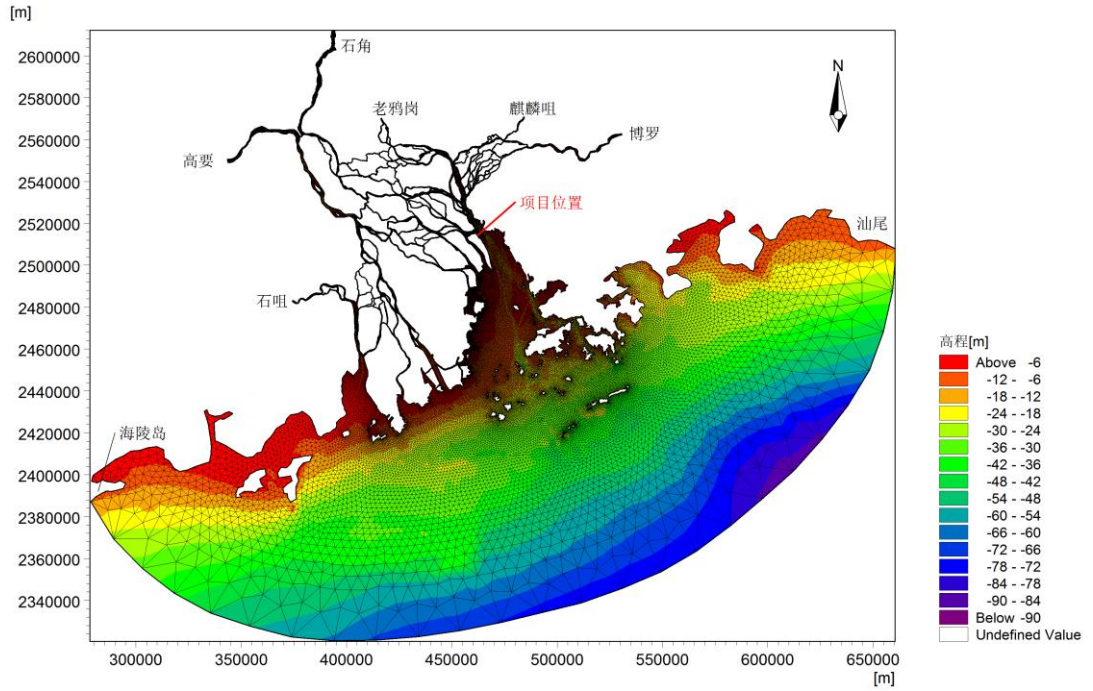 [m]
2600000
2580000
2560000
2540000
2520000
2500000
2480000
2460000
2440000
2420000
2400000
2380000
2360000
2340000
石角
老鸦岗
麒麟咀
博罗
高要
项目位置
汕尾
石咀
海陵岛
N
高程[m]
Above -6
-12 - -6
-18 - -12
-24 - -18
-30 - -24
-36 - -30
-42 - -36
-48 - -42
-54 - -48
-60 - -54
-66 - -60
-72 - -66
-78 - -72
-84 - -78
-90 - -84
Below -90
Undefined Value
300000 350000 400000 450000 500000 550000 600000 650000
[m]